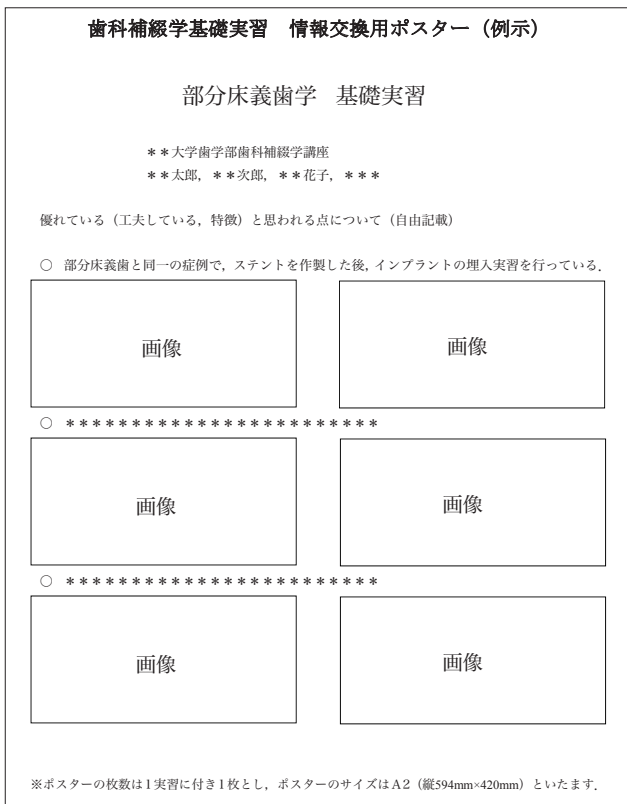 歯科補綴学基礎実習　情報交換用ポスター（例示）
部分床義歯学　基礎実習
＊＊大学歯学部歯科補綴学講座
＊＊太郎，＊＊次郎，＊＊花子，＊＊＊
優れている（工夫している，特徴）と思われる点について（自由記載）
○　部分床義歯と同一の症例で，ステントを作製した後，インプラントの埋入実習を行っている．
画像　画像
○　＊＊＊＊＊＊＊＊＊＊＊＊＊＊＊＊＊＊＊＊＊＊＊＊
画像　画像
○　＊＊＊＊＊＊＊＊＊＊＊＊＊＊＊＊＊＊＊＊＊＊＊＊
画像　画像
※ポスターの枚数は1実習に付き1枚とし，ポスターのサイズはA2（縦594mm×420mm）といたます．